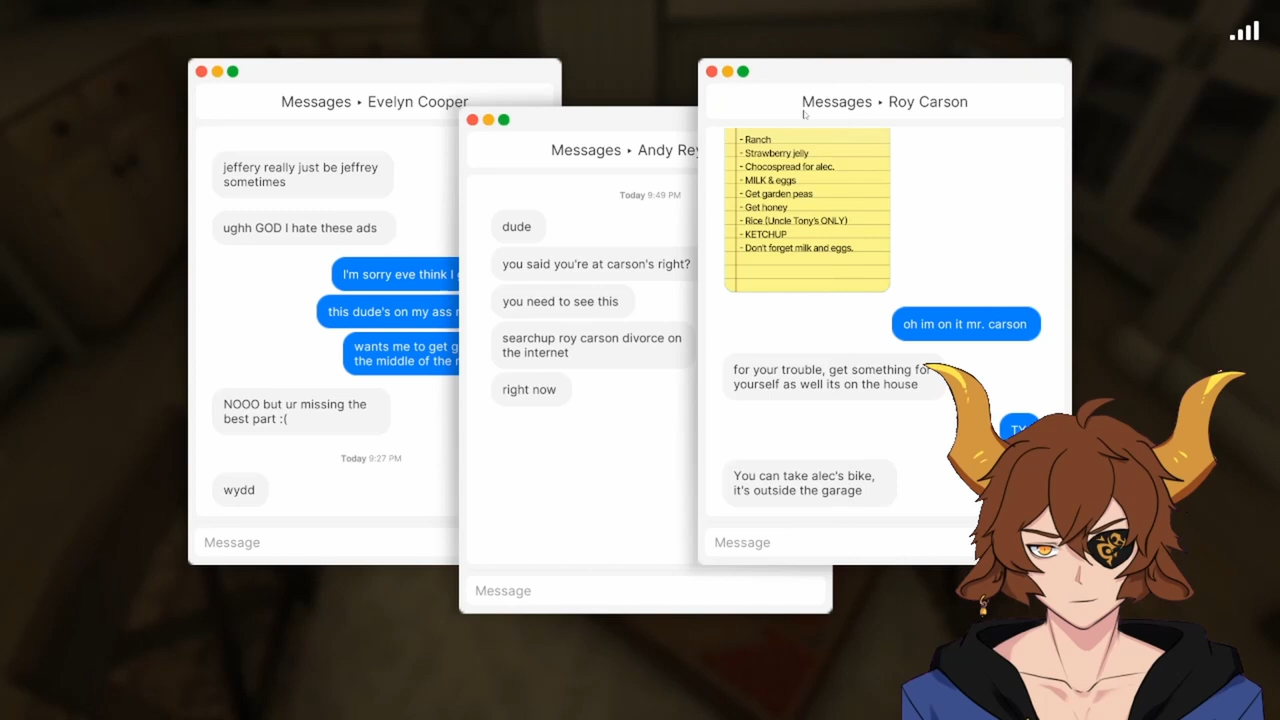 Messages ▸ Evelyn Cooper
jeffery really just be jeffrey
sometimes
ughh GOD I hate these ads
I'm sorry eve think I
this dude's on my ass
wants me to get
the middle of the
NOOO but ur missing the
best part :(
Today 9:27 PM
wydd
Message
Messages ▸ Andy
Today 9:49 PM
dude
you said you're at carson's right?
you need to see this
searchup roy carson divorce on
the internet
right now
Message
Messages ▸ Roy Carson
- Ranch
- Strawberry jelly
- Chocospread for alec.
- MILK & eggs
- Get garden peas
- Get honey
- Rice (Uncle Tony's ONLY)
- KETCHUP
- Don't forget milk and eggs.
oh im on it mr. carson
for your trouble, get something for
yourself as well its on the house
You can take alec's bike,
it's outside the garage
Message